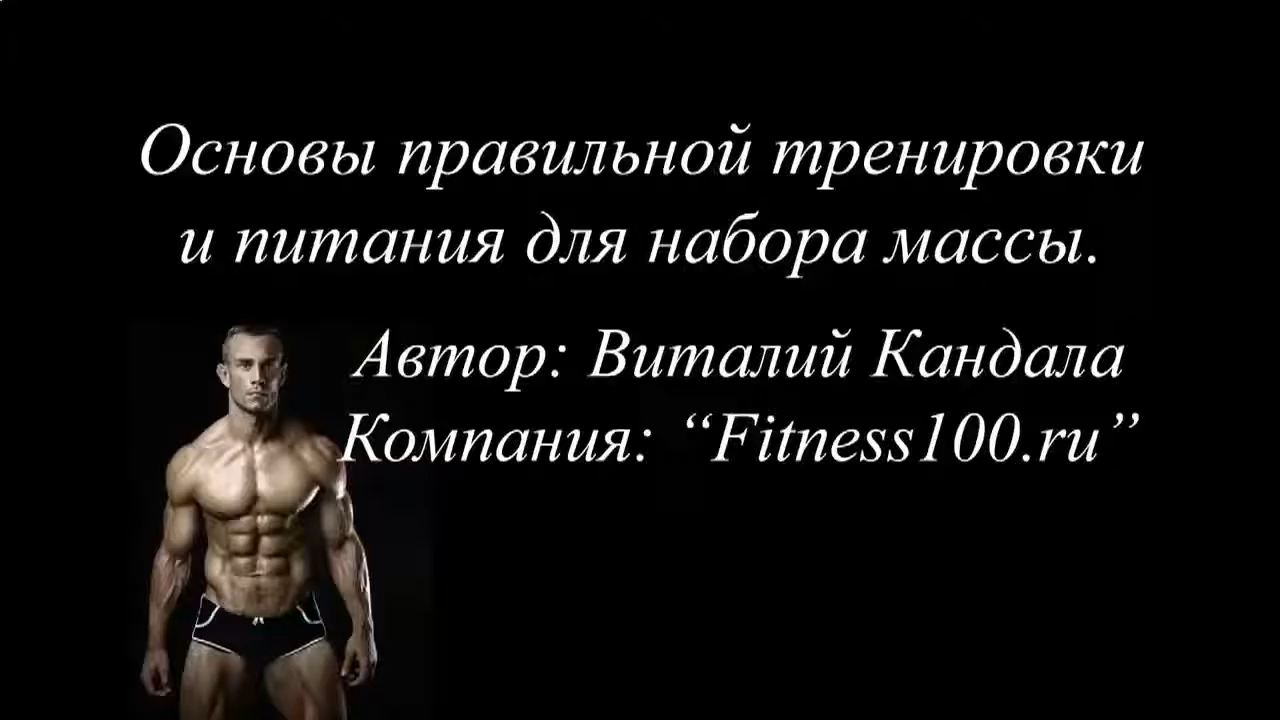 Основы правильной тренировки
и питания для набора массы.
Автор: Виталий Кандала
Компания: “Fitness100.ru”